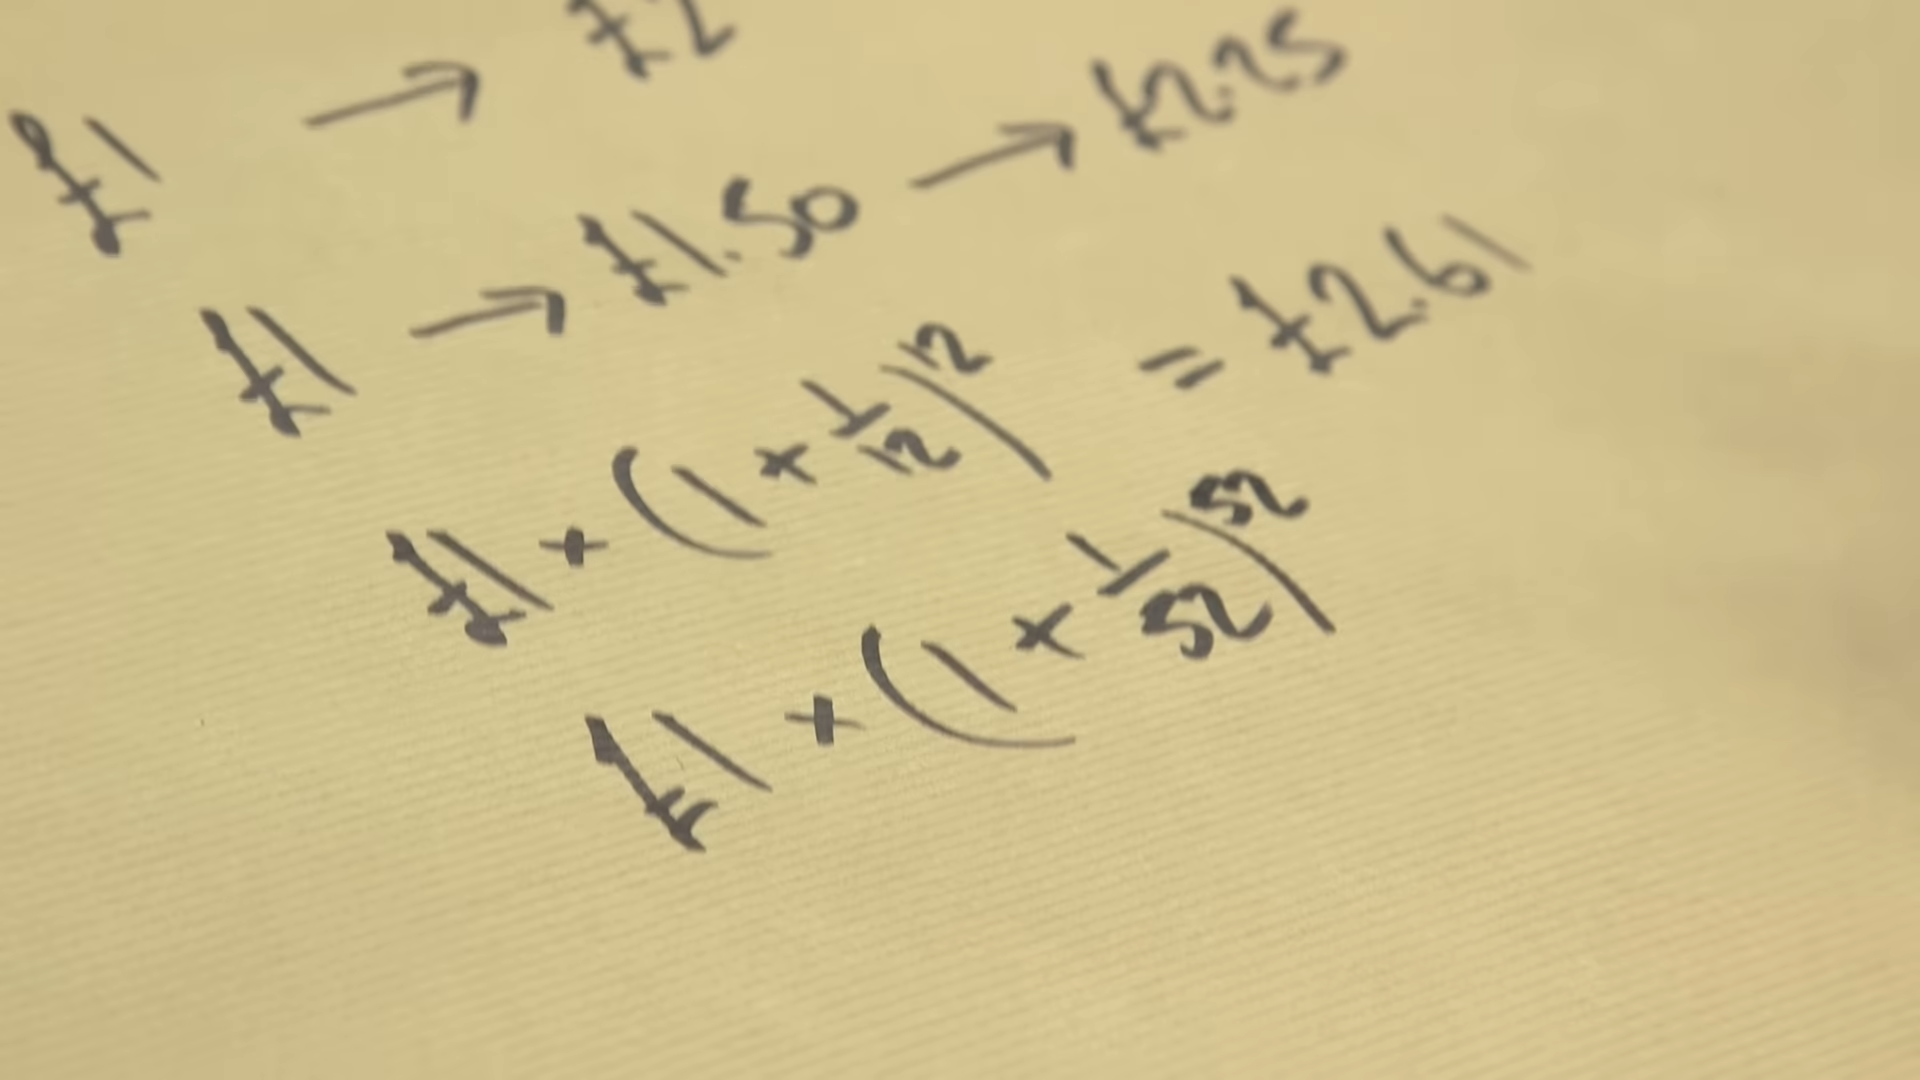 £1 → £2
£1 → £1.50 → £2.25
£1 × (1 + 1/12)^12 = £2.61
£1 × (1 + 1/52)^52